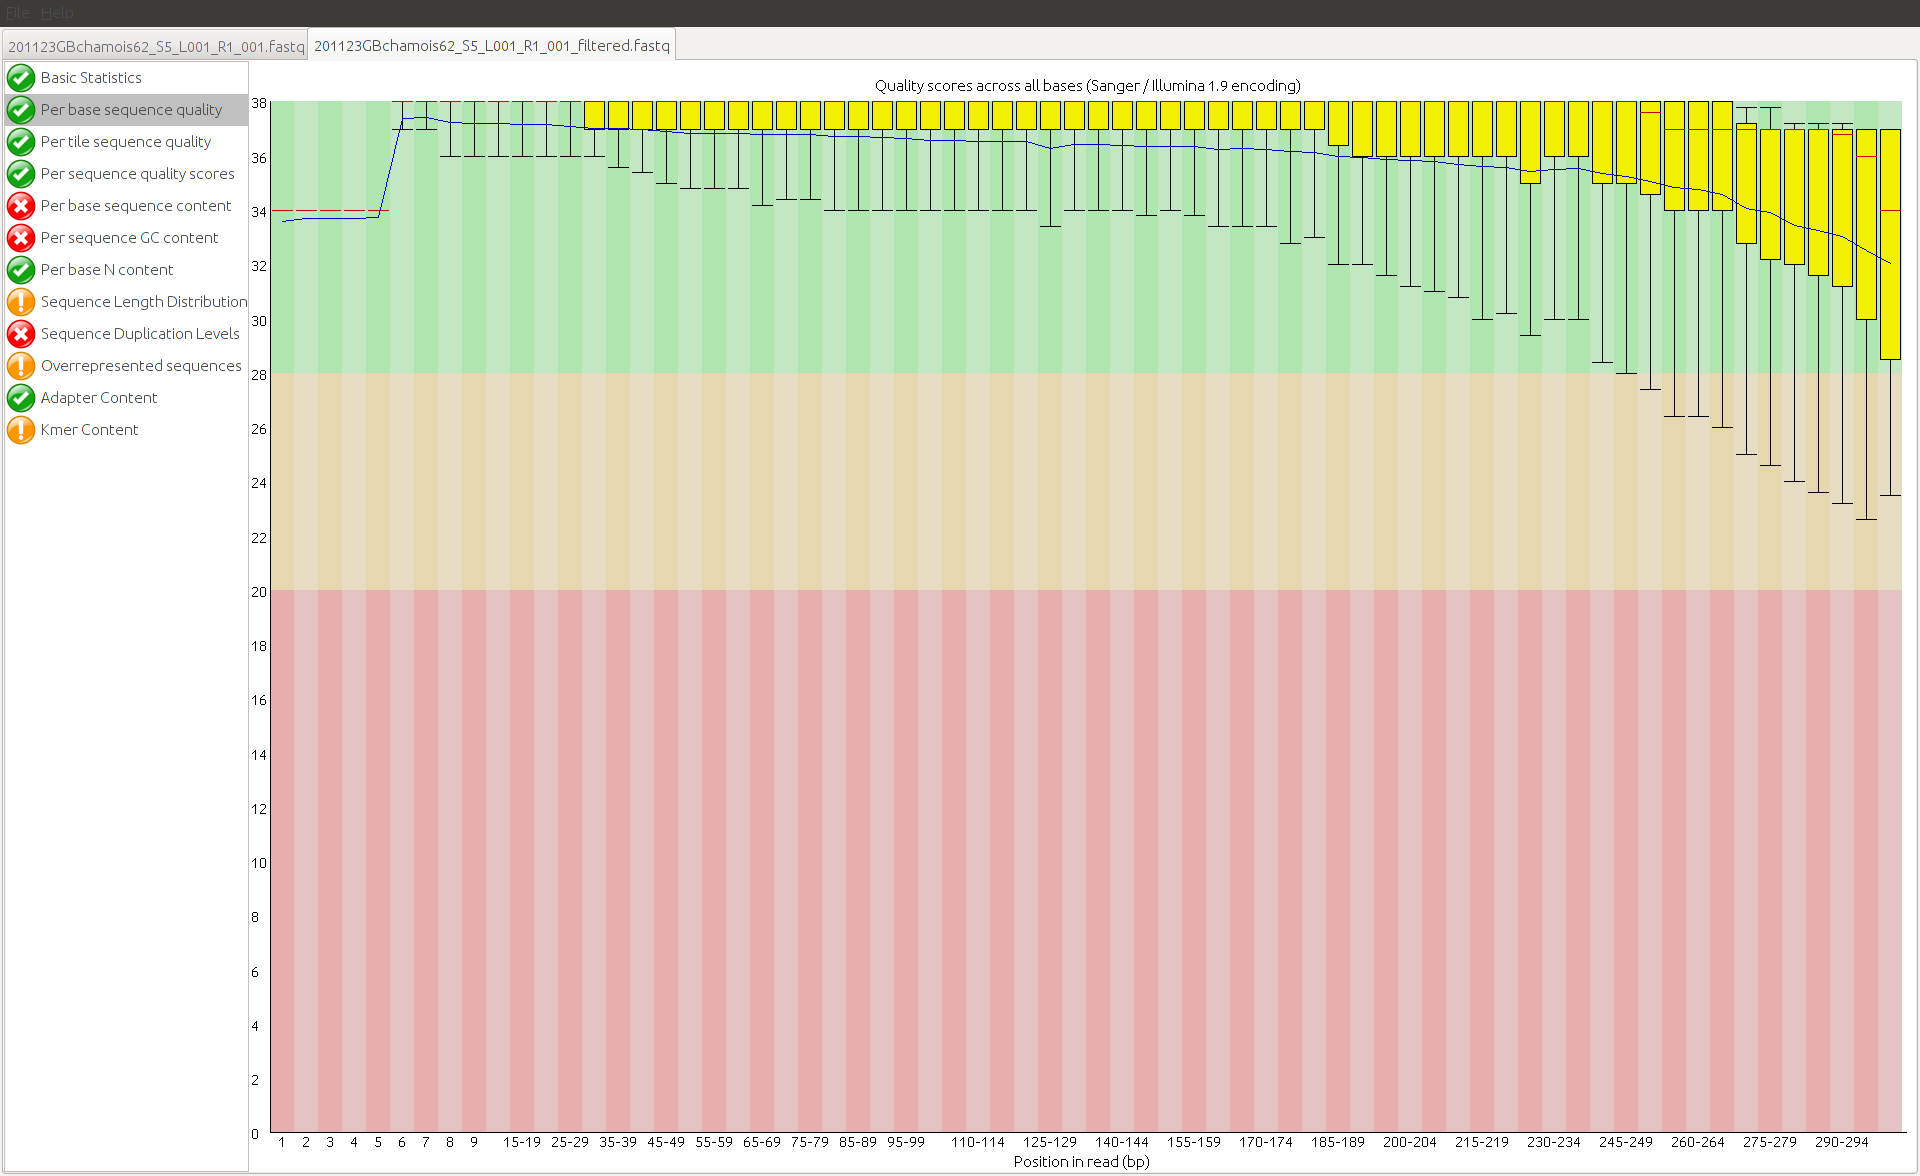 File Help
201123GBchamois62_S5_L001_R1_001.fastq 201123GBchamois62_S5_L001_R1_001_filtered.fastq
Basic Statistics
Per base sequence quality
Per tile sequence quality
Per sequence quality scores
Per base sequence content
Per sequence GC content
Per base N content
Sequence Length Distribution
Sequence Duplication Levels
Overrepresented sequences
Adapter Content
Kmer Content
Quality scores across all bases (Sanger / Illumina 1.9 encoding)
38
36
34
32
30
28
26
24
22
20
18
16
14
12
10
8
6
4
2
0
1 2 3 4 5 6 7 8 9 15-19 25-29 35-39 45-49 55-59 65-69 75-79 85-89 95-99 110-114 125-129 140-144 155-159 170-174 185-189 200-204 215-219 230-234 245-249 260-264 275-279 290-294
Position in read (bp)